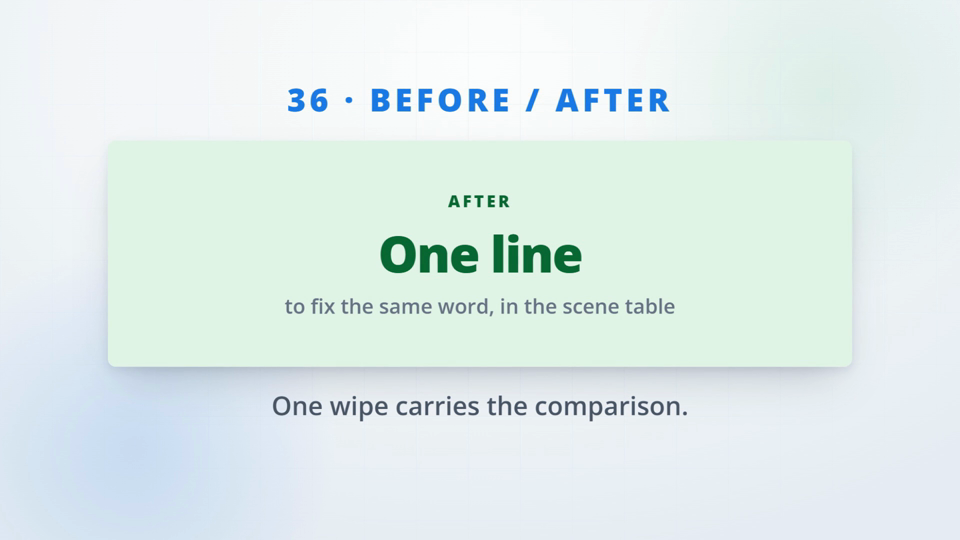 36 · BEFORE / AFTER
AFTER
One line
to fix the same word, in the scene table
One wipe carries the comparison.